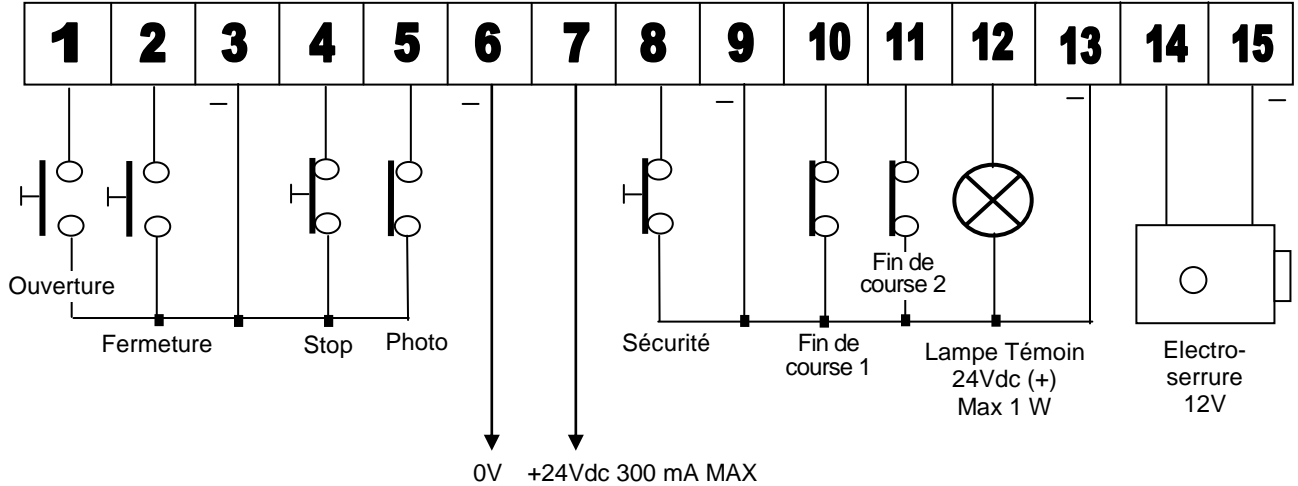 1 2 3 4 5 6 7 8 9 10 11 12 13 14 15
– – – – –
Ouverture
Fermeture
Stop
Photo
Sécurité
Fin de
course 1
Fin de
course 2
Lampe Témoin
24Vdc (+)
Max 1 W
Electro-
serrure
12V
0V
+24Vdc 300 mA MAX